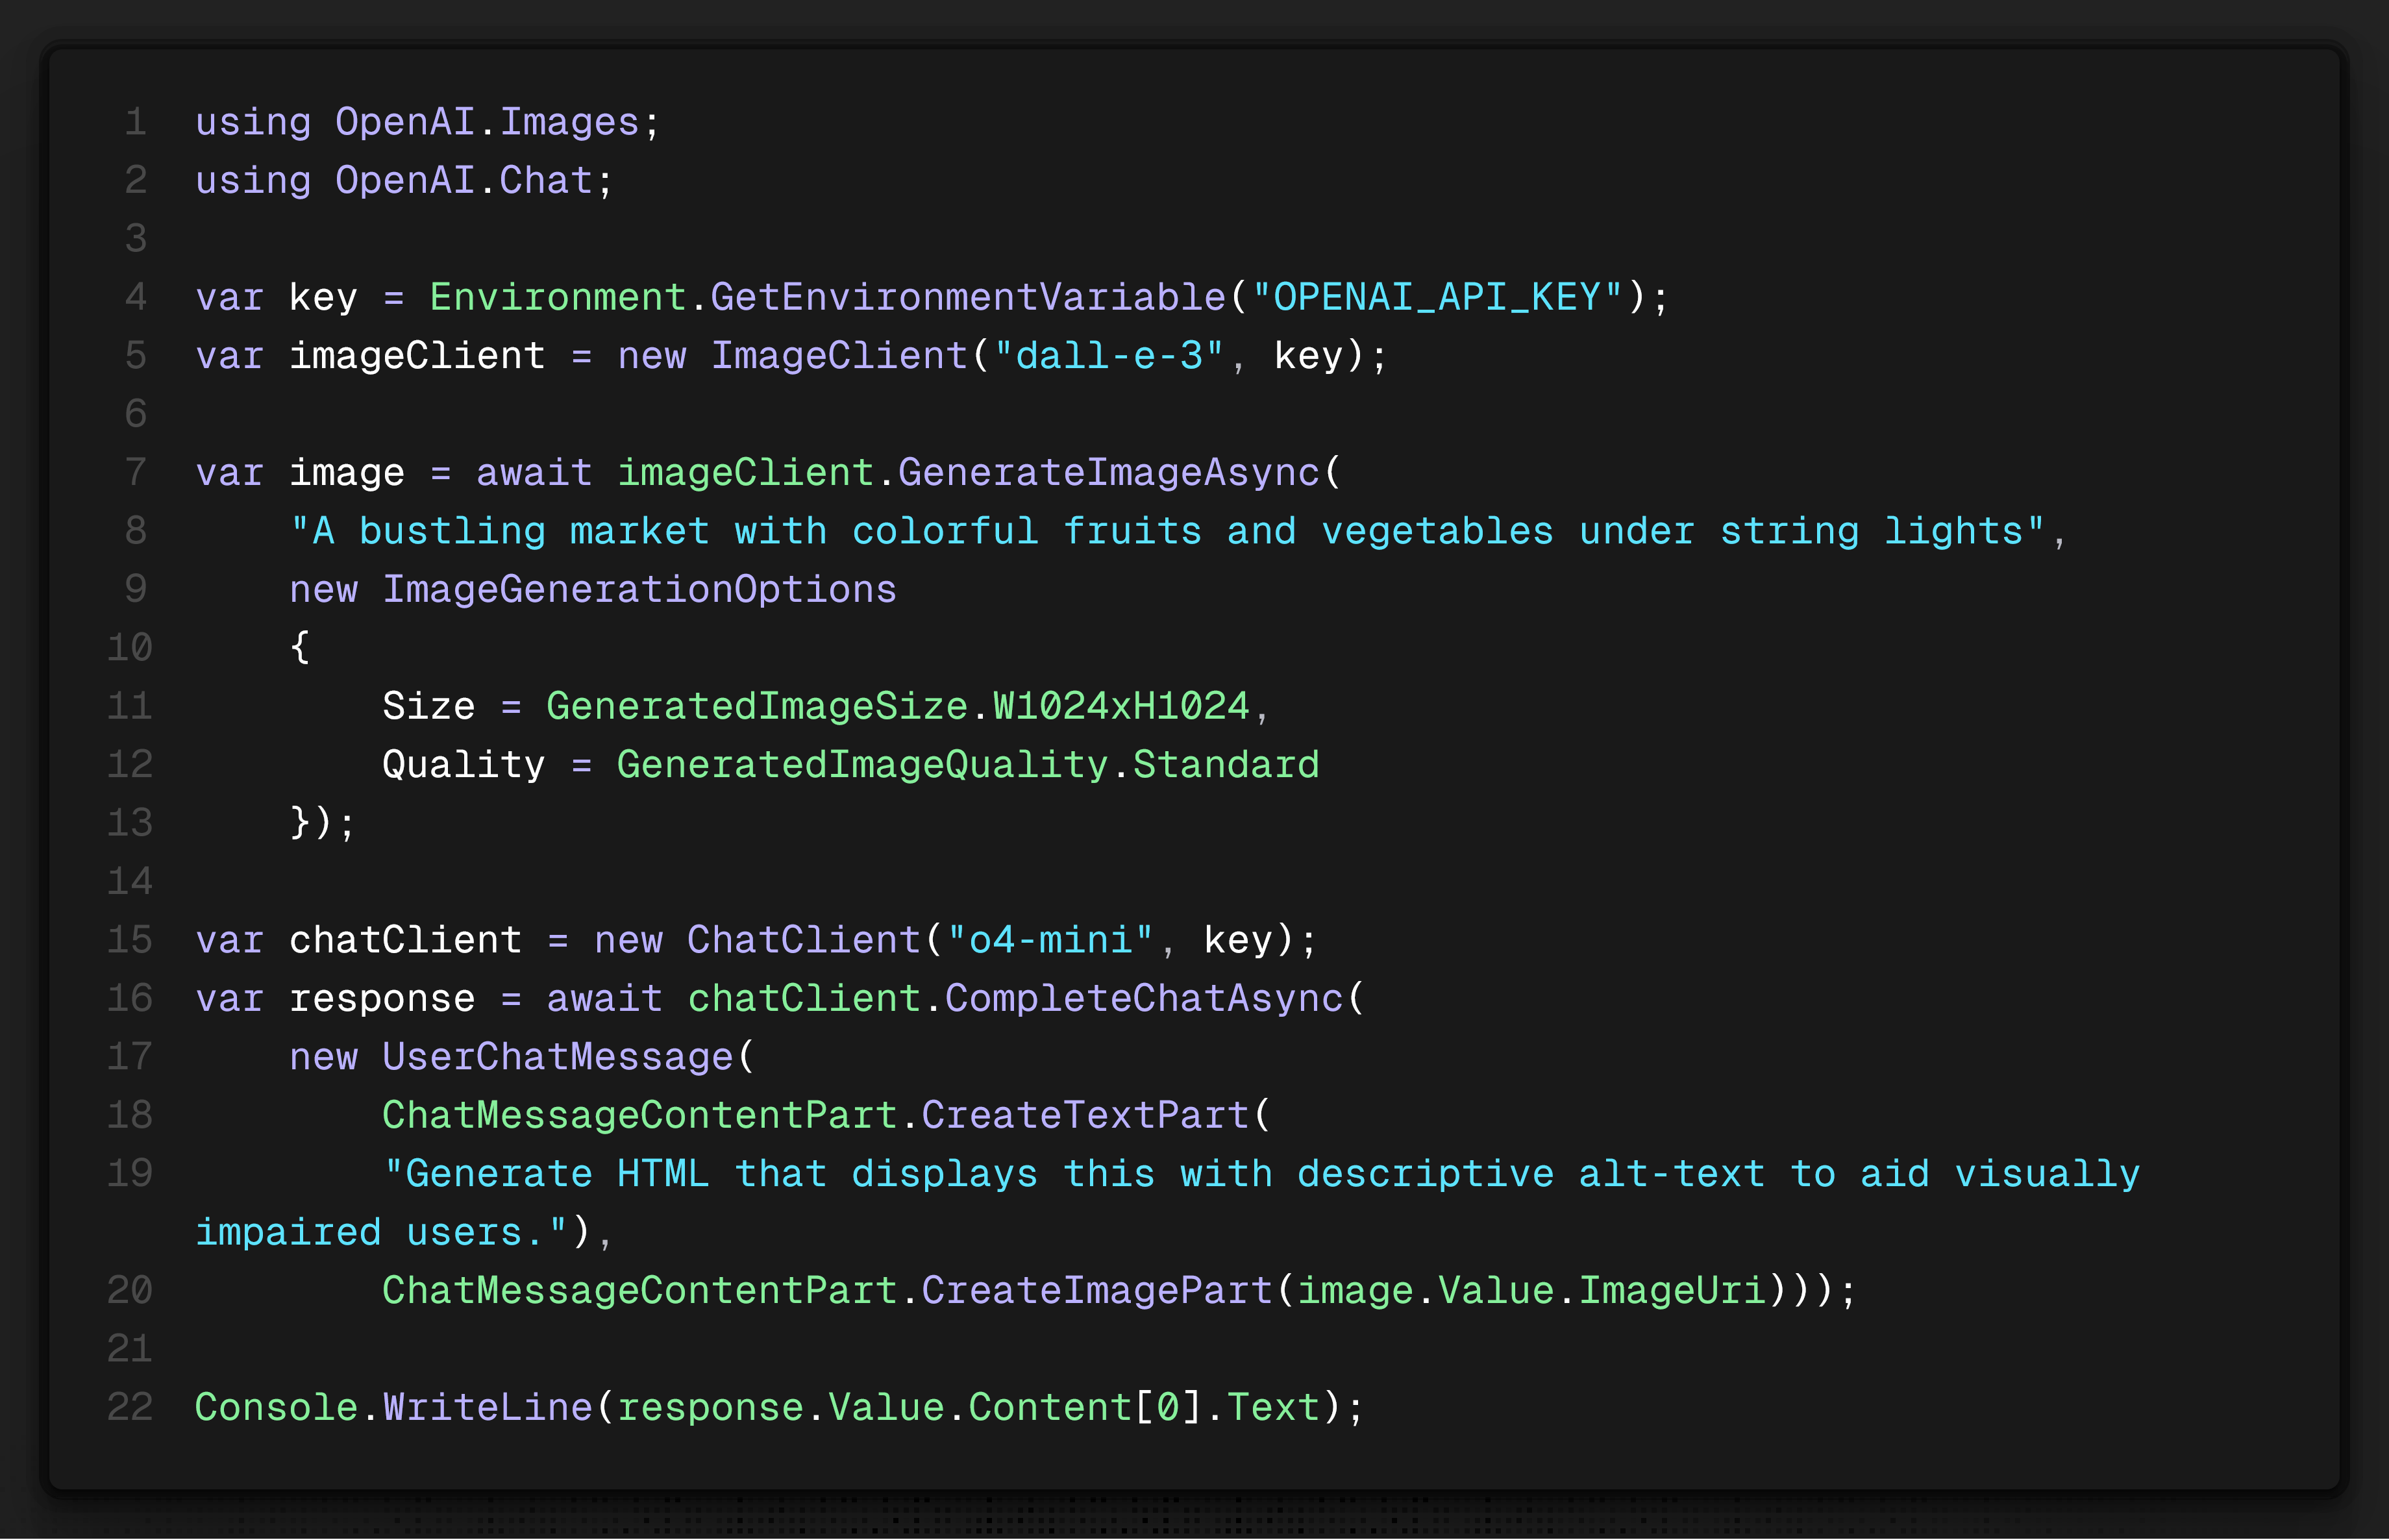 1 using OpenAI.Images;
2 using OpenAI.Chat;
3
4 var key = Environment.GetEnvironmentVariable("OPENAI_API_KEY");
5 var imageClient = new ImageClient("dall-e-3", key);
6
7 var image = await imageClient.GenerateImageAsync(
8     "A bustling market with colorful fruits and vegetables under string lights",
9     new ImageGenerationOptions
10     {
11         Size = GeneratedImageSize.W1024xH1024,
12         Quality = GeneratedImageQuality.Standard
13     });
14
15 var chatClient = new ChatClient("o4-mini", key);
16 var response = await chatClient.CompleteChatAsync(
17     new UserChatMessage(
18         ChatMessageContentPart.CreateTextPart(
19         "Generate HTML that displays this with descriptive alt-text to aid visually
impaired users."),
20         ChatMessageContentPart.CreateImagePart(image.Value.ImageUri)));
21
22 Console.WriteLine(response.Value.Content[0].Text);